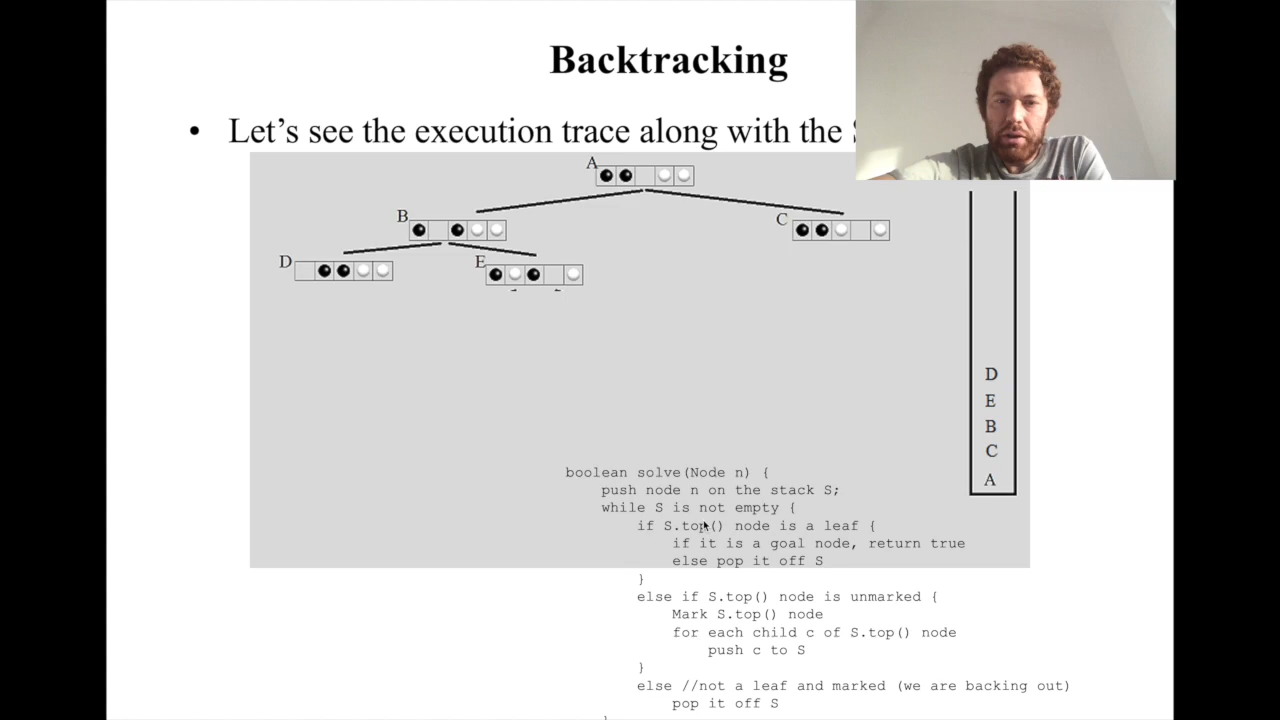 Backtracking
• Let's see the execution trace along with the
A
B
C
D
E
D
E
B
C
A
boolean solve(Node n) {
push node n on the stack S;
while S is not empty {
if S.top() node is a leaf {
if it is a goal node, return true
else pop it off S
}
else if S.top() node is unmarked {
Mark S.top() node
for each child c of S.top() node
push c to S
}
else //not a leaf and marked (we are backing out)
pop it off S